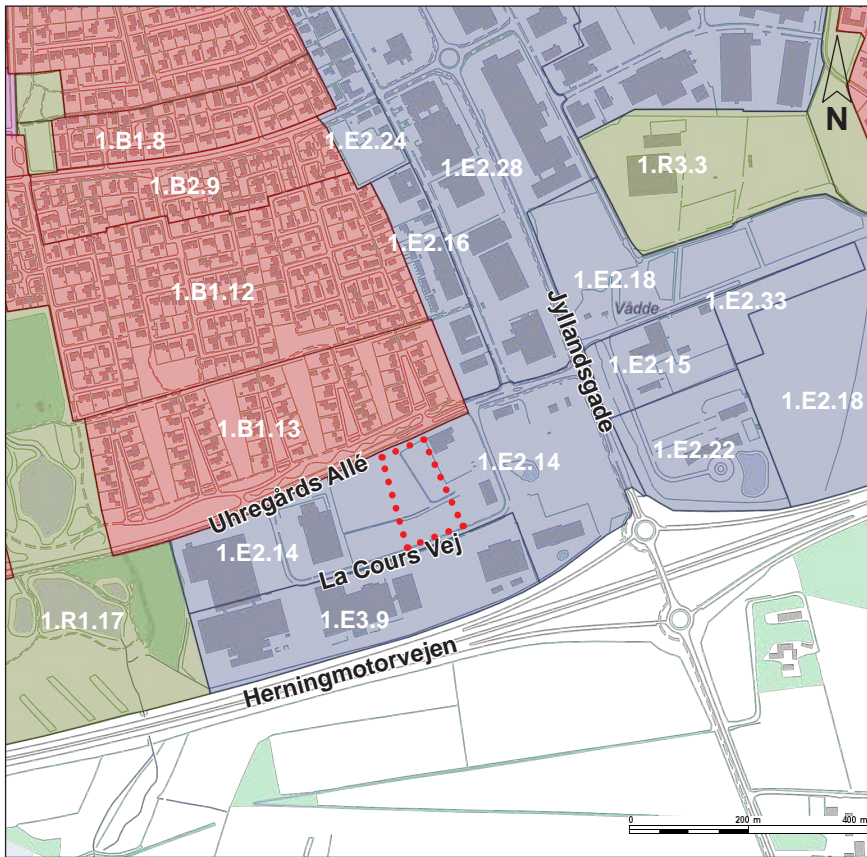 N
1.B1.8
1.E2.24
1.E2.28
1.R3.3
1.B2.9
1.E2.16
1.B1.12
1.E2.18
1.E2.33
Vådde
Jyllandsgade
1.E2.15
1.E2.18
1.B1.13
1.E2.22
1.E2.14
Uhregårds Allé
1.E2.14
La Cours Vej
1.R1.17
1.E3.9
Herningmotorvejen
0 200 m 400 m